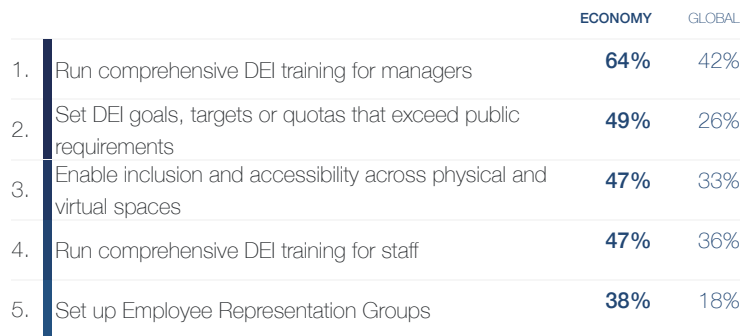 ECONOMY GLOBAL
1. Run comprehensive DEI training for managers 64% 42%
2. Set DEI goals, targets or quotas that exceed public
requirements 49% 26%
3. Enable inclusion and accessibility across physical and
virtual spaces 47% 33%
4. Run comprehensive DEI training for staff 47% 36%
5. Set up Employee Representation Groups 38% 18%